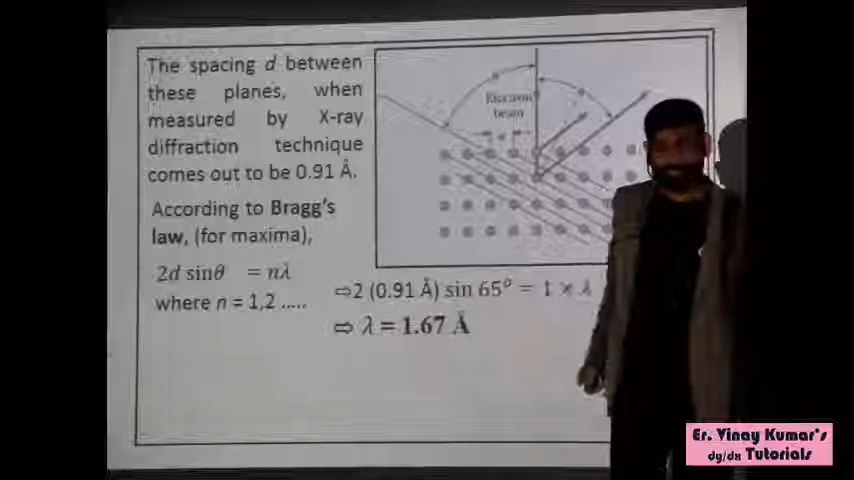 The spacing d between
these planes, when
measured by X-ray
diffraction technique
comes out to be 0.91 Å.
According to Bragg's
law, (for maxima),
2d sinθ = nλ
where n = 1,2 .....
Electron
beam
⇨2 (0.91 Å) sin 65⁰ = 1 × λ
⇨ λ = 1.67 Å
Er. Vinay Kumar's
dy/dx Tutorials